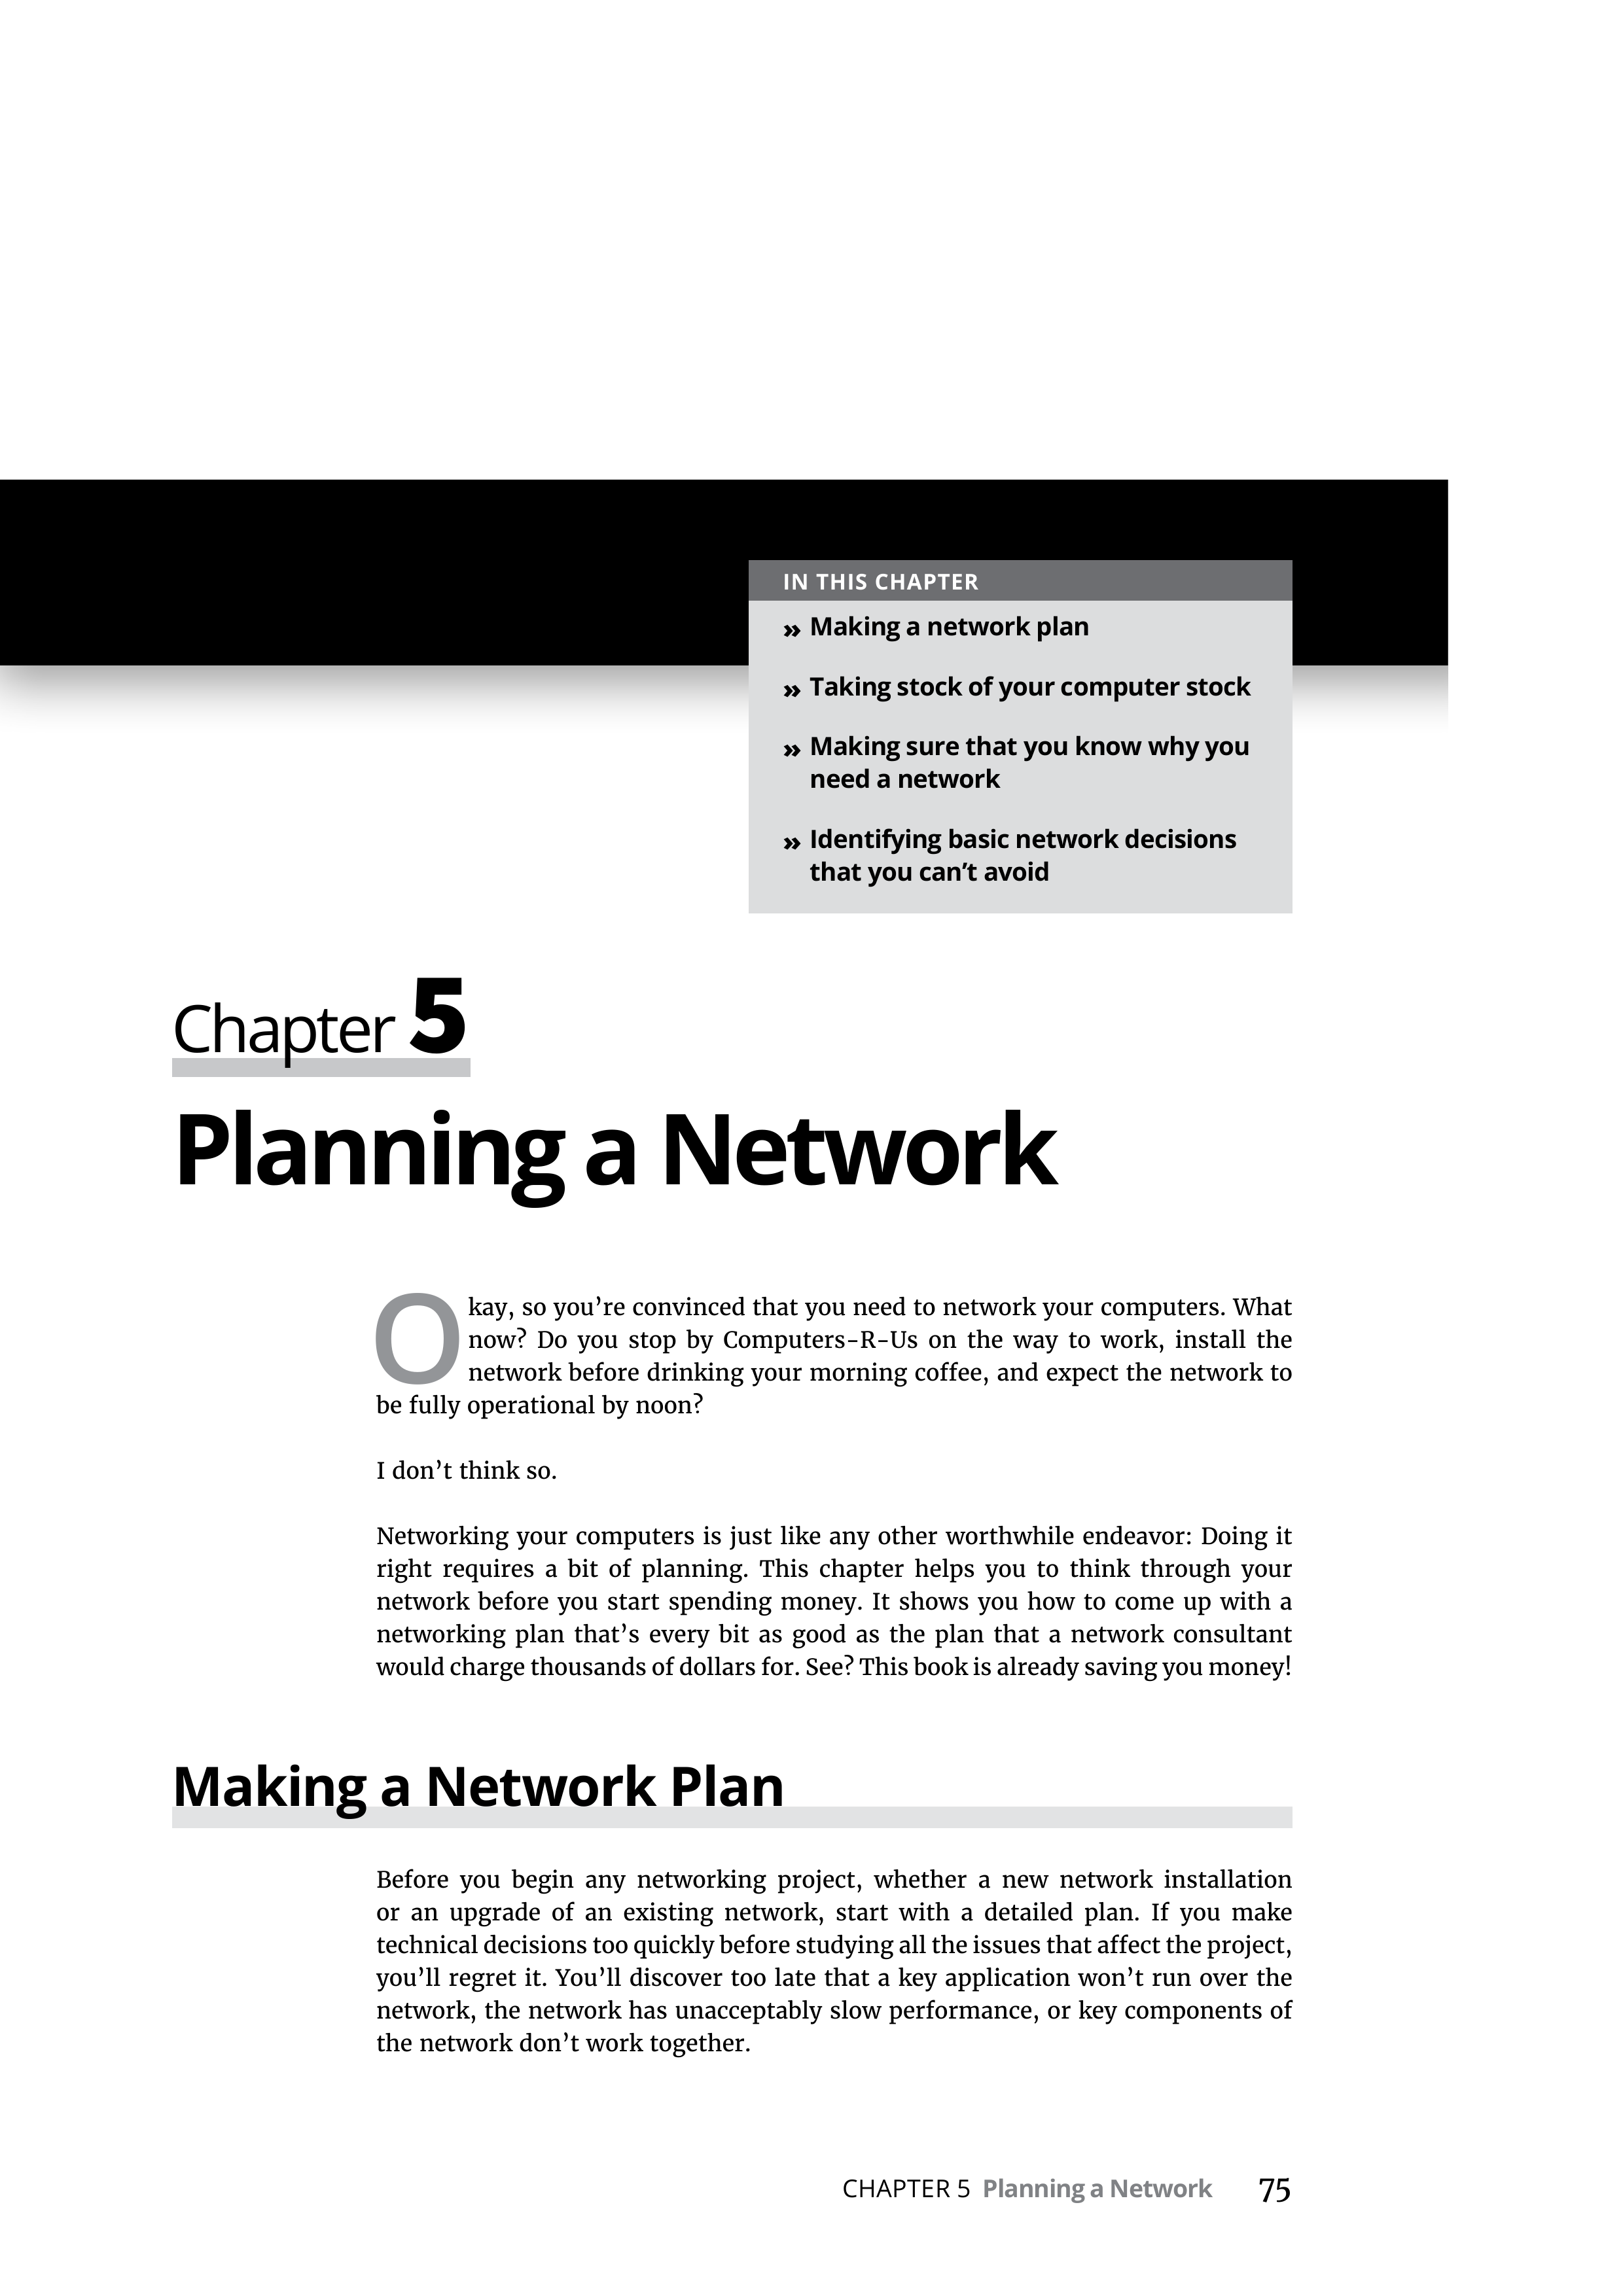 IN THIS CHAPTER
» Making a network plan
» Taking stock of your computer stock
» Making sure that you know why you
need a network
» Identifying basic network decisions
that you can’t avoid
Chapter 5
Planning a Network
Okay, so you’re convinced that you need to network your computers. What
now? Do you stop by Computers-R-Us on the way to work, install the
network before drinking your morning coffee, and expect the network to
be fully operational by noon?
I don’t think so.
Networking your computers is just like any other worthwhile endeavor: Doing it
right requires a bit of planning. This chapter helps you to think through your
network before you start spending money. It shows you how to come up with a
networking plan that’s every bit as good as the plan that a network consultant
would charge thousands of dollars for. See? This book is already saving you money!
Making a Network Plan
Before you begin any networking project, whether a new network installation
or an upgrade of an existing network, start with a detailed plan. If you make
technical decisions too quickly before studying all the issues that affect the project,
you’ll regret it. You’ll discover too late that a key application won’t run over the
network, the network has unacceptably slow performance, or key components of
the network don’t work together.
CHAPTER 5 Planning a Network 75